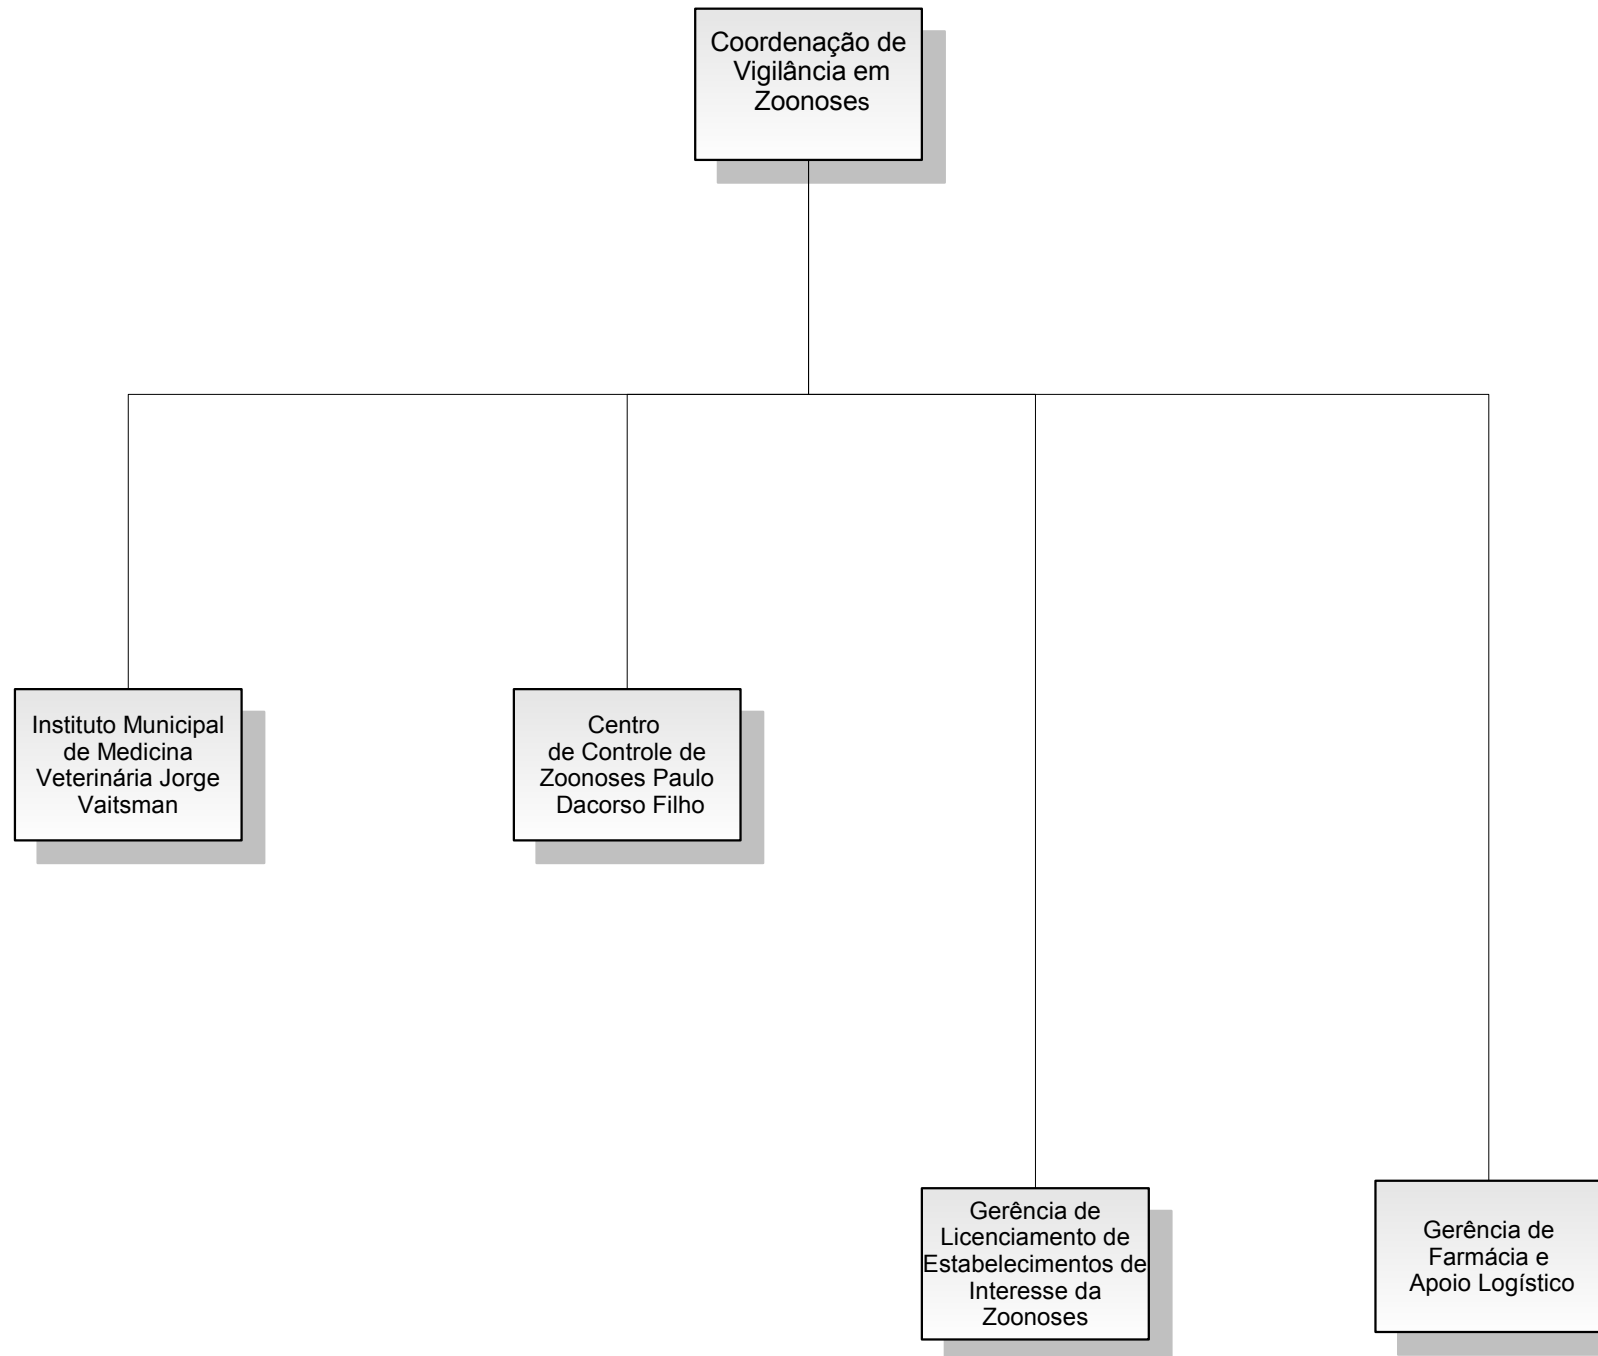 Coordenação de
Vigilância em
Zoonoses
Instituto Municipal
de Medicina
Veterinária Jorge
Vaitsman
Centro
de Controle de
Zoonoses Paulo
Dacorso Filho
Gerência de
Licenciamento de
Estabelecimentos de
Interesse da
Zoonoses
Gerência de
Farmácia e
Apoio Logístico